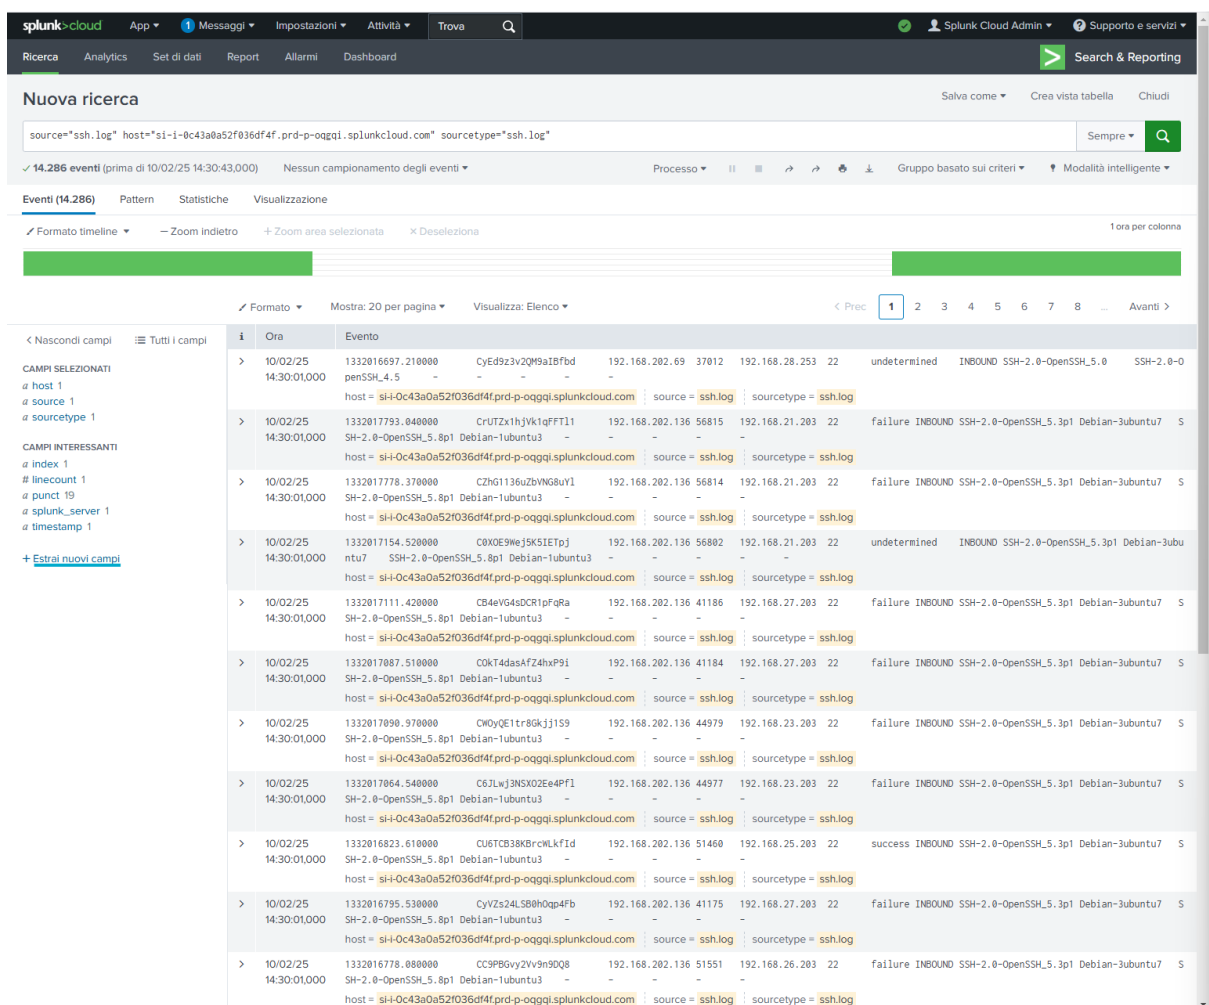 splunk>cloud App 1 Messaggi Impostazioni Attività Trova Splunk Cloud Admin ? Supporto e servizi
Ricerca Analytics Set di dati Report Allarmi Dashboard > Search & Reporting
Nuova ricerca Salva come Crea vista tabella Chiudi
source="ssh.log" host="si-i-0c43a0a52f036df4f.prd-p-oqgqi.splunkcloud.com" sourcetype="ssh.log" Sempre
14.286 eventi (prima di 10/02/25 14:30:43,000) Nessun campionamento degli eventi Processo Gruppo basato sui criteri Modalità intelligente
Eventi (14.286) Pattern Statistiche Visualizzazione
Formato timeline — Zoom indietro + Zoom area selezionata × Deseleziona 1 ora per colonna
Formato Mostra: 20 per pagina Visualizza: Elenco < Prec 1 2 3 4 5 6 7 8 ... Avanti >
< Nascondi campi Tutti i campi
CAMPI SELEZIONATI
a host 1
a source 1
a sourcetype 1
CAMPI INTERESSANTI
a index 1
# linecount 1
a punct 19
a splunk_server 1
a timestamp 1
+ Estrai nuovi campi
i Ora Evento
> 10/02/25 1332016697.210000 CyEd9z3v2QM9aIBfbd 192.168.202.69 37012 192.168.28.253 22 undetermined INBOUND SSH-2.0-OpenSSH_5.0 SSH-2.0-O
14:30:01,000 penSSH_4.5 - - - - -
host = si-i-0c43a0a52f036df4f.prd-p-oqgqi.splunkcloud.com source = ssh.log sourcetype = ssh.log
> 10/02/25 1332017793.040000 CrUTZx1hjVk1qFFTl1 192.168.202.136 56815 192.168.21.203 22 failure INBOUND SSH-2.0-OpenSSH_5.3p1 Debian-3ubuntu7 S
14:30:01,000 SH-2.0-OpenSSH_5.8p1 Debian-1ubuntu3 - - - - -
host = si-i-0c43a0a52f036df4f.prd-p-oqgqi.splunkcloud.com source = ssh.log sourcetype = ssh.log
> 10/02/25 1332017778.370000 CZhG1136uZbVNG8uYl 192.168.202.136 56814 192.168.21.203 22 failure INBOUND SSH-2.0-OpenSSH_5.3p1 Debian-3ubuntu7 S
14:30:01,000 SH-2.0-OpenSSH_5.8p1 Debian-1ubuntu3 - - - - -
host = si-i-0c43a0a52f036df4f.prd-p-oqgqi.splunkcloud.com source = ssh.log sourcetype = ssh.log
> 10/02/25 1332017154.520000 C0XOE9Wej5K5IETpj 192.168.202.136 56802 192.168.21.203 22 undetermined INBOUND SSH-2.0-OpenSSH_5.3p1 Debian-3ubu
14:30:01,000 ntu7 SSH-2.0-OpenSSH_5.8p1 Debian-1ubuntu3 - - - - -
host = si-i-0c43a0a52f036df4f.prd-p-oqgqi.splunkcloud.com source = ssh.log sourcetype = ssh.log
> 10/02/25 1332017111.420000 CB4eVG4sDCR1pFqRa 192.168.202.136 41186 192.168.27.203 22 failure INBOUND SSH-2.0-OpenSSH_5.3p1 Debian-3ubuntu7 S
14:30:01,000 SH-2.0-OpenSSH_5.8p1 Debian-1ubuntu3 - - - - -
host = si-i-0c43a0a52f036df4f.prd-p-oqgqi.splunkcloud.com source = ssh.log sourcetype = ssh.log
> 10/02/25 1332017087.510000 COkT4dasAfZ4hxP9i 192.168.202.136 41184 192.168.27.203 22 failure INBOUND SSH-2.0-OpenSSH_5.3p1 Debian-3ubuntu7 S
14:30:01,000 SH-2.0-OpenSSH_5.8p1 Debian-1ubuntu3 - - - - -
host = si-i-0c43a0a52f036df4f.prd-p-oqgqi.splunkcloud.com source = ssh.log sourcetype = ssh.log
> 10/02/25 1332017090.970000 CWOyQE1tr8Gkjj1S9 192.168.202.136 44979 192.168.23.203 22 failure INBOUND SSH-2.0-OpenSSH_5.3p1 Debian-3ubuntu7 S
14:30:01,000 SH-2.0-OpenSSH_5.8p1 Debian-1ubuntu3 - - - - -
host = si-i-0c43a0a52f036df4f.prd-p-oqgqi.splunkcloud.com source = ssh.log sourcetype = ssh.log
> 10/02/25 1332017064.540000 C6JLwj3NSXO2Ee4Pfl 192.168.202.136 44977 192.168.23.203 22 failure INBOUND SSH-2.0-OpenSSH_5.3p1 Debian-3ubuntu7 S
14:30:01,000 SH-2.0-OpenSSH_5.8p1 Debian-1ubuntu3 - - - - -
host = si-i-0c43a0a52f036df4f.prd-p-oqgqi.splunkcloud.com source = ssh.log sourcetype = ssh.log
> 10/02/25 1332016823.610000 CU6TCB38KBrcWLkfId 192.168.202.136 51460 192.168.25.203 22 success INBOUND SSH-2.0-OpenSSH_5.3p1 Debian-3ubuntu7 S
14:30:01,000 SH-2.0-OpenSSH_5.8p1 Debian-1ubuntu3 - - - - -
host = si-i-0c43a0a52f036df4f.prd-p-oqgqi.splunkcloud.com source = ssh.log sourcetype = ssh.log
> 10/02/25 1332016795.530000 CyVZs24LSB0hOqp4Fb 192.168.202.136 41175 192.168.27.203 22 failure INBOUND SSH-2.0-OpenSSH_5.3p1 Debian-3ubuntu7 S
14:30:01,000 SH-2.0-OpenSSH_5.8p1 Debian-1ubuntu3 - - - - -
host = si-i-0c43a0a52f036df4f.prd-p-oqgqi.splunkcloud.com source = ssh.log sourcetype = ssh.log
> 10/02/25 1332016778.080000 CC9PBGvy2Vv9n9DQ8 192.168.202.136 51551 192.168.26.203 22 failure INBOUND SSH-2.0-OpenSSH_5.3p1 Debian-3ubuntu7 S
14:30:01,000 SH-2.0-OpenSSH_5.8p1 Debian-1ubuntu3 - - - - -
host = si-i-0c43a0a52f036df4f.prd-p-oqgqi.splunkcloud.com source = ssh.log sourcetype = ssh.log